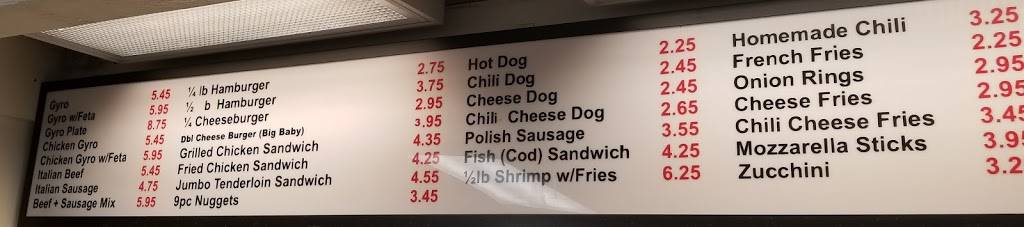 Gyro 5.45
Gyro w/Feta 5.95
Gyro Plate 8.75
Chicken Gyro 5.45
Chicken Gyro w/Feta 5.95
Italian Beef 5.45
Italian Sausage 4.75
Beef + Sausage Mix 5.95
¼ lb Hamburger 2.75
½ b Hamburger 3.75
¼ Cheeseburger 2.95
Dbl Cheese Burger (Big Baby) 3.95
Grilled Chicken Sandwich 4.35
Fried Chicken Sandwich 4.25
Jumbo Tenderloin Sandwich 4.55
9pc Nuggets 3.45
Hot Dog 2.25
Chili Dog 2.45
Cheese Dog 2.45
Chili Cheese Dog 2.65
Polish Sausage 3.55
Fish (Cod) Sandwich 4.25
½lb Shrimp w/Fries 6.25
Homemade Chili 3.25
French Fries 2.25
Onion Rings 2.95
Cheese Fries 2.95
Chili Cheese Fries 3.45
Mozzarella Sticks
Zucchini